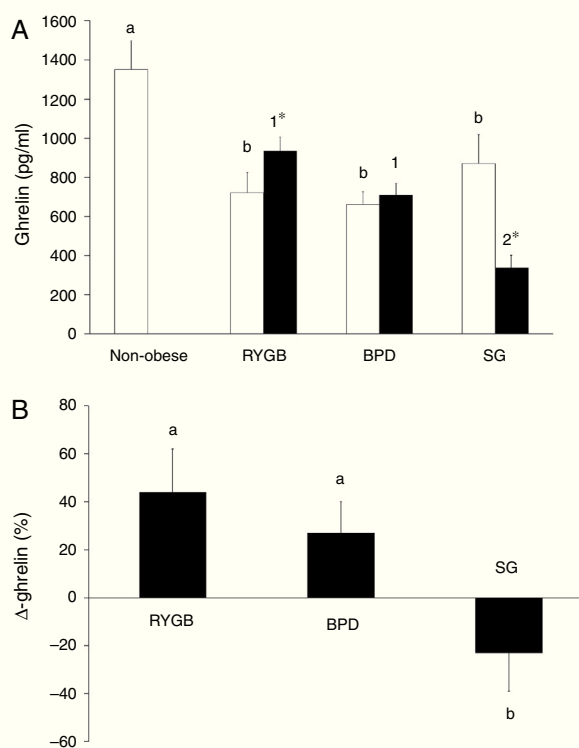 A
Ghrelin (pg/ml)
1600
1400
1200
1000
800
600
400
200
0
a
b
1*
b
1
b
2*
Non-obese
RYGB
BPD
SG
B
Δ-ghrelin (%)
80
60
40
20
0
–20
–40
–60
a
a
SG
RYGB
BPD
b